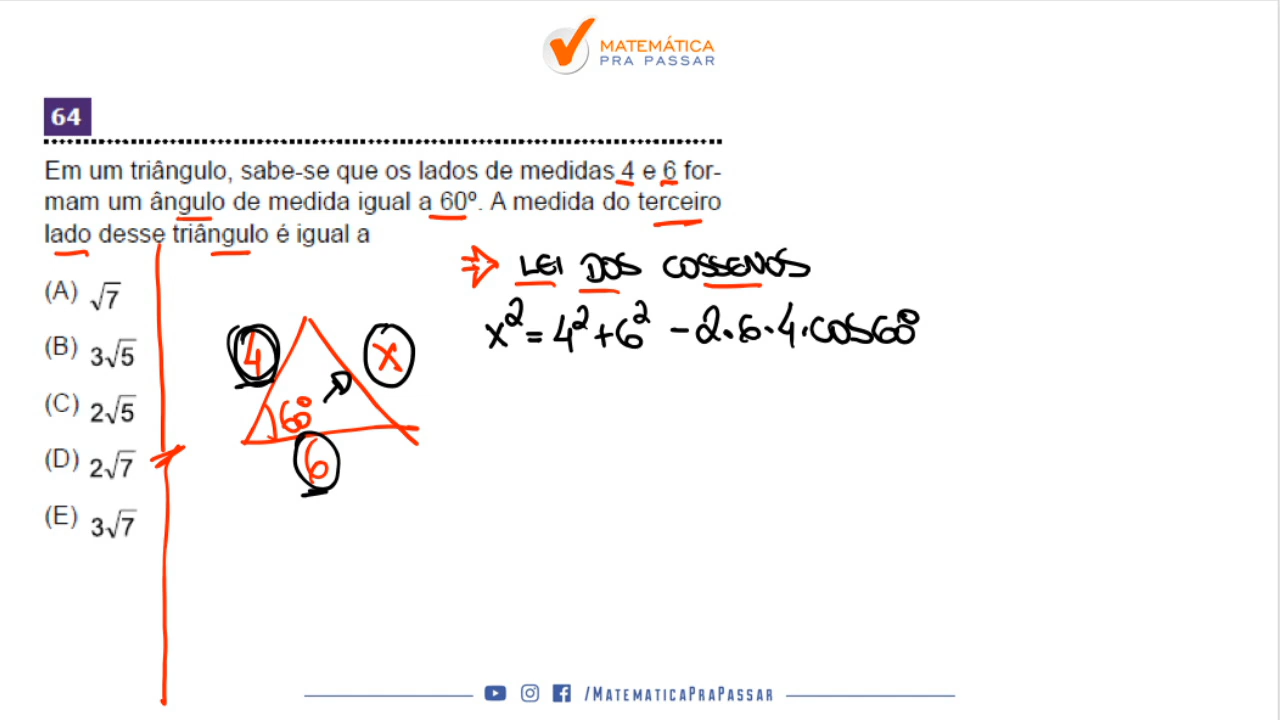 MATEMÁTICA
PRA PASSAR
64
Em um triângulo, sabe-se que os lados de medidas 4 e 6 for-
mam um ângulo de medida igual a 60º. A medida do terceiro
lado desse triângulo é igual a
(A) √7
(B) 3√5
(C) 2√5
(D) 2√7
(E) 3√7
⇒ LEI DOS COSSENOS
x² = 4² + 6² - 2·6·4·cos60°
4
x
60°
6
/MatematicaPraPassar